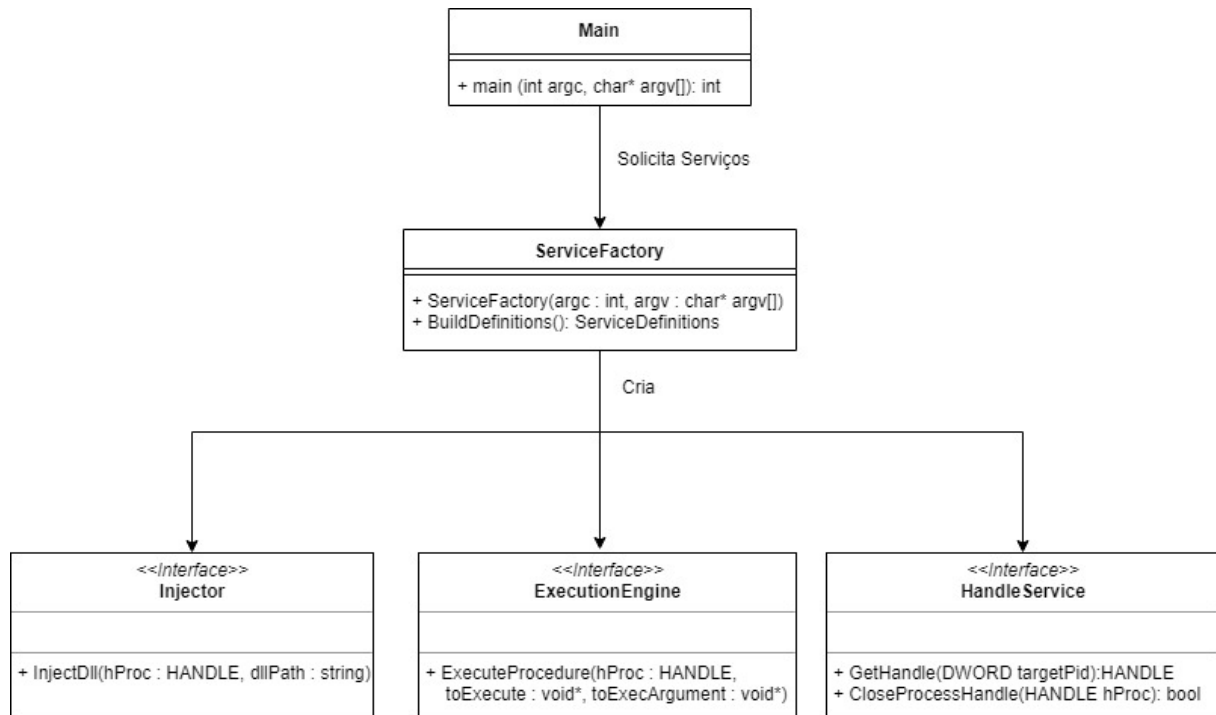 Main
+ main (int argc, char* argv[]): int
Solicita Serviços
ServiceFactory
+ ServiceFactory(argc : int, argv : char* argv[])
+ BuildDefinitions(): ServiceDefinitions
Cria
<<Interface>>
Injector
+ InjectDll(hProc : HANDLE, dllPath : string)
<<Interface>>
ExecutionEngine
+ ExecuteProcedure(hProc : HANDLE,
toExecute : void*, toExecArgument : void*)
<<Interface>>
HandleService
+ GetHandle(DWORD targetPid):HANDLE
+ CloseProcessHandle(HANDLE hProc): bool